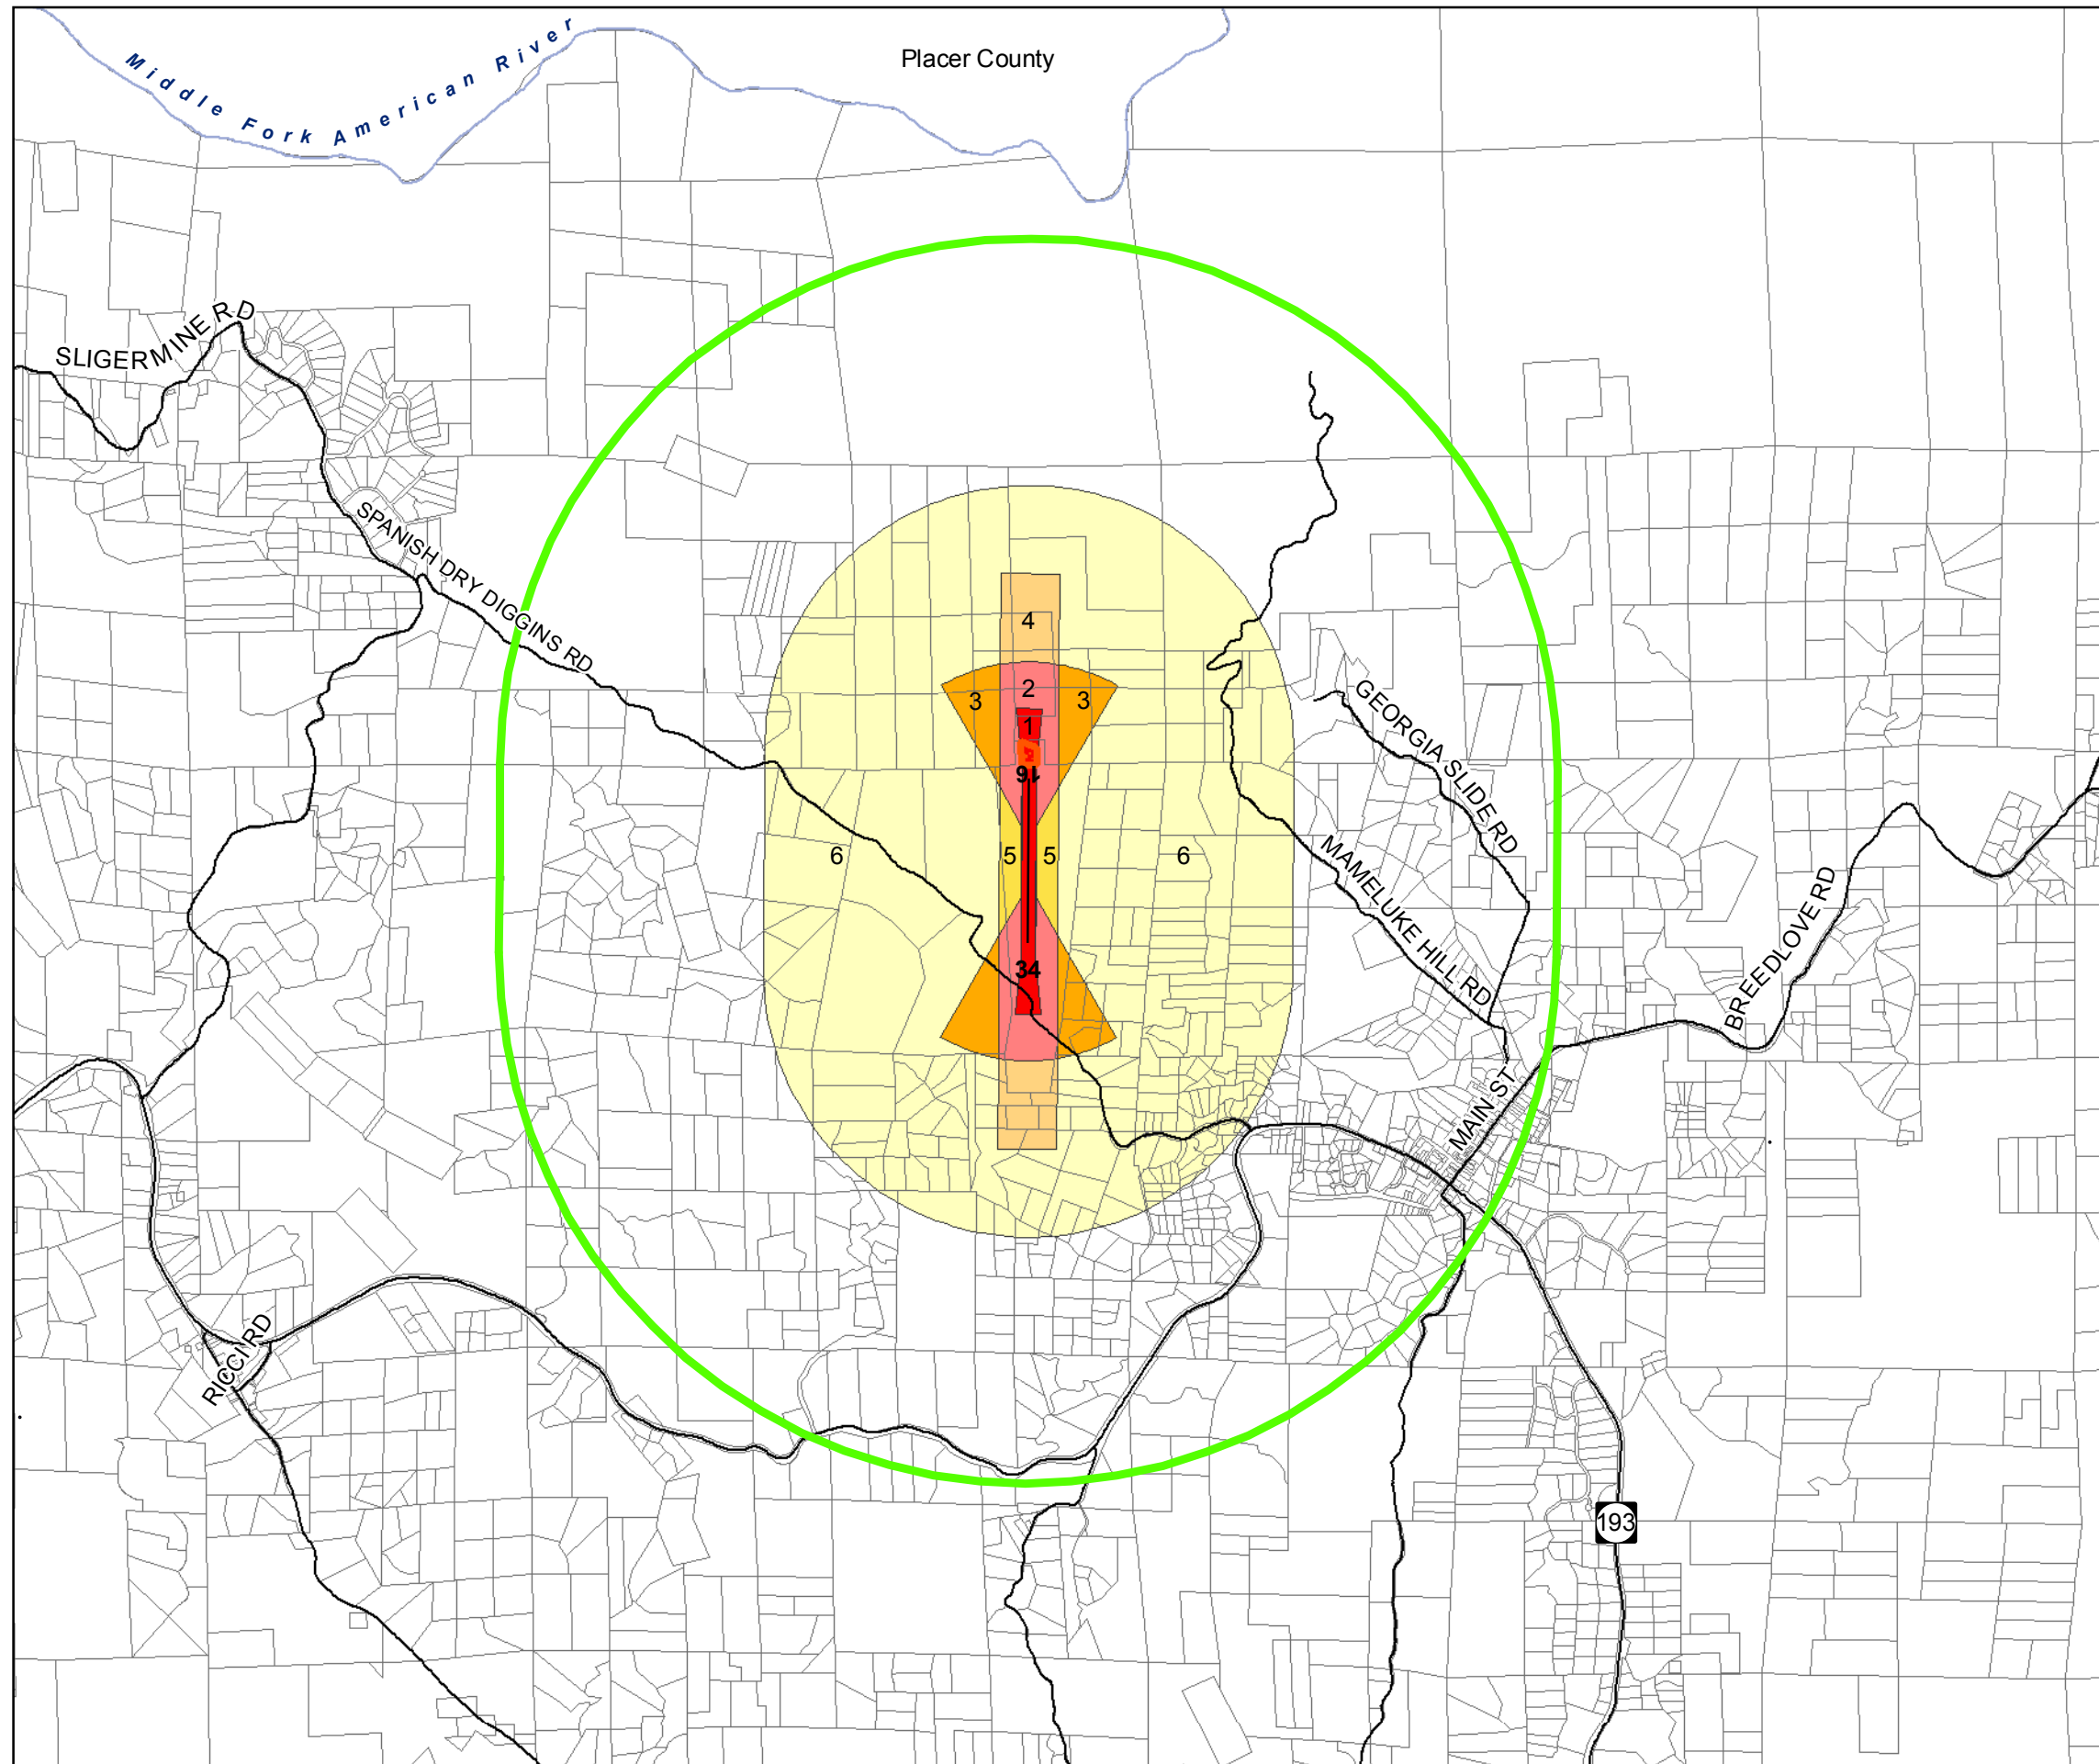 Placer County
Middle Fork American River
SLIGERMINE RD
SPANISH DRY DIGGINS RD
4
2
3
3
1
16
GEORGIA SLIDE RD
6
5
5
6
MAMELUKE HILL RD
BREEDLOVE RD
34
MAIN ST
RICCI RD
193